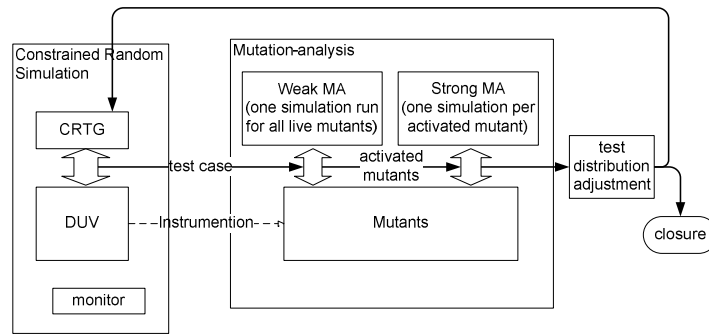 Constrained Random
Simulation
CRTG
DUV
monitor
test case
Instrumention
Mutation-analysis
Weak MA
(one simulation run
for all live mutants)
Strong MA
(one simulation per
activated mutant)
activated
mutants
Mutants
test
distribution
adjustment
closure